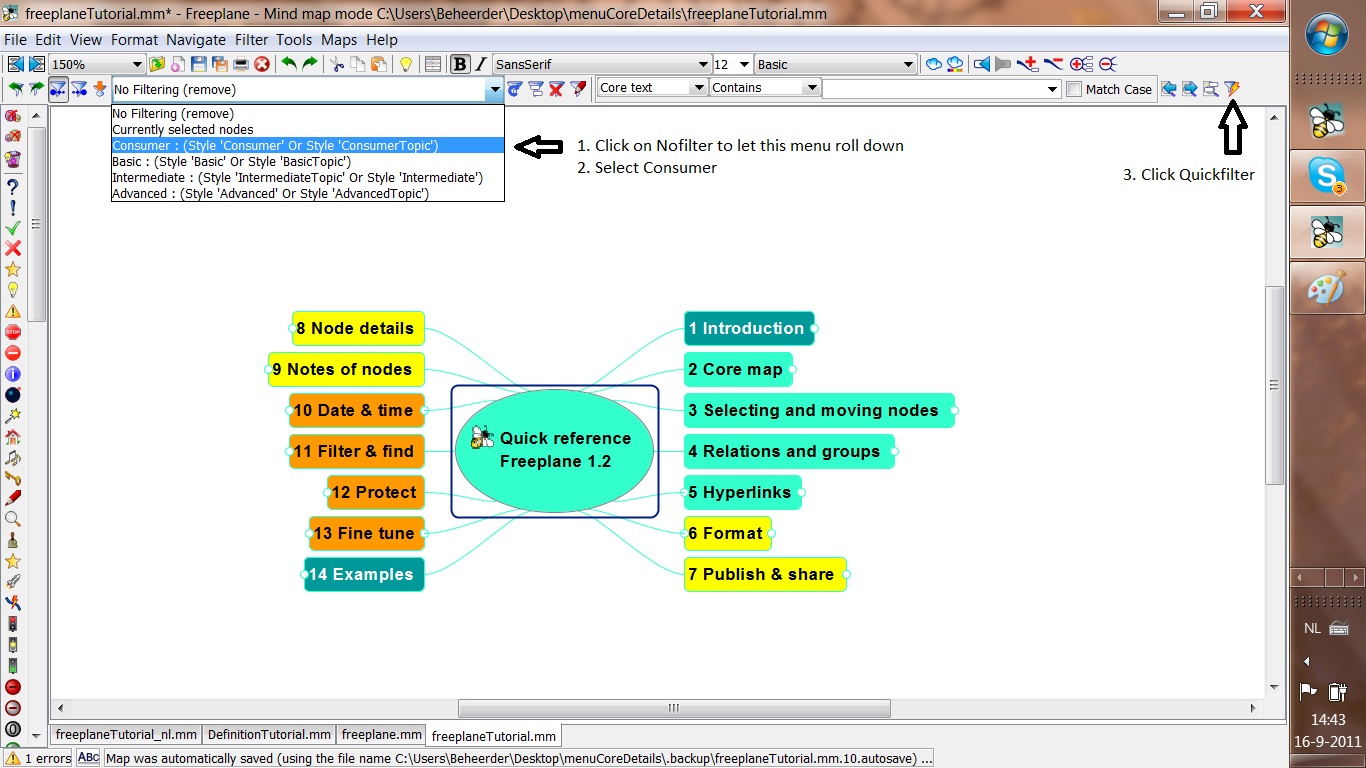 freeplaneTutorial.mm* - Freeplane - Mind map mode C:\Users\Beheerder\Desktop\menuCoreDetails\freeplaneTutorial.mm
File Edit View Format Navigate Filter Tools Maps Help
150% B I SansSerif 12 Basic
No Filtering (remove) Core text Contains Match Case
No Filtering (remove)
Currently selected nodes
Consumer : (Style 'Consumer' Or Style 'ConsumerTopic')
Basic : (Style 'Basic' Or Style 'BasicTopic')
Intermediate : (Style 'IntermediateTopic' Or Style 'Intermediate')
Advanced : (Style 'Advanced' Or Style 'AdvancedTopic')
1. Click on Nofilter to let this menu roll down
2. Select Consumer
3. Click Quickfilter
8 Node details
9 Notes of nodes
10 Date & time
11 Filter & find
12 Protect
13 Fine tune
14 Examples
Quick reference
Freeplane 1.2
1 Introduction
2 Core map
3 Selecting and moving nodes
4 Relations and groups
5 Hyperlinks
6 Format
7 Publish & share
STOP
0
3
NL
14:43
16-9-2011
freeplaneTutorial_nl.mm DefinitionTutorial.mm freeplane.mm freeplaneTutorial.mm
1 errors ABC Map was automatically saved (using the file name C:\Users\Beheerder\Desktop\menuCoreDetails\.backup\freeplaneTutorial.mm.10.autosave) ...